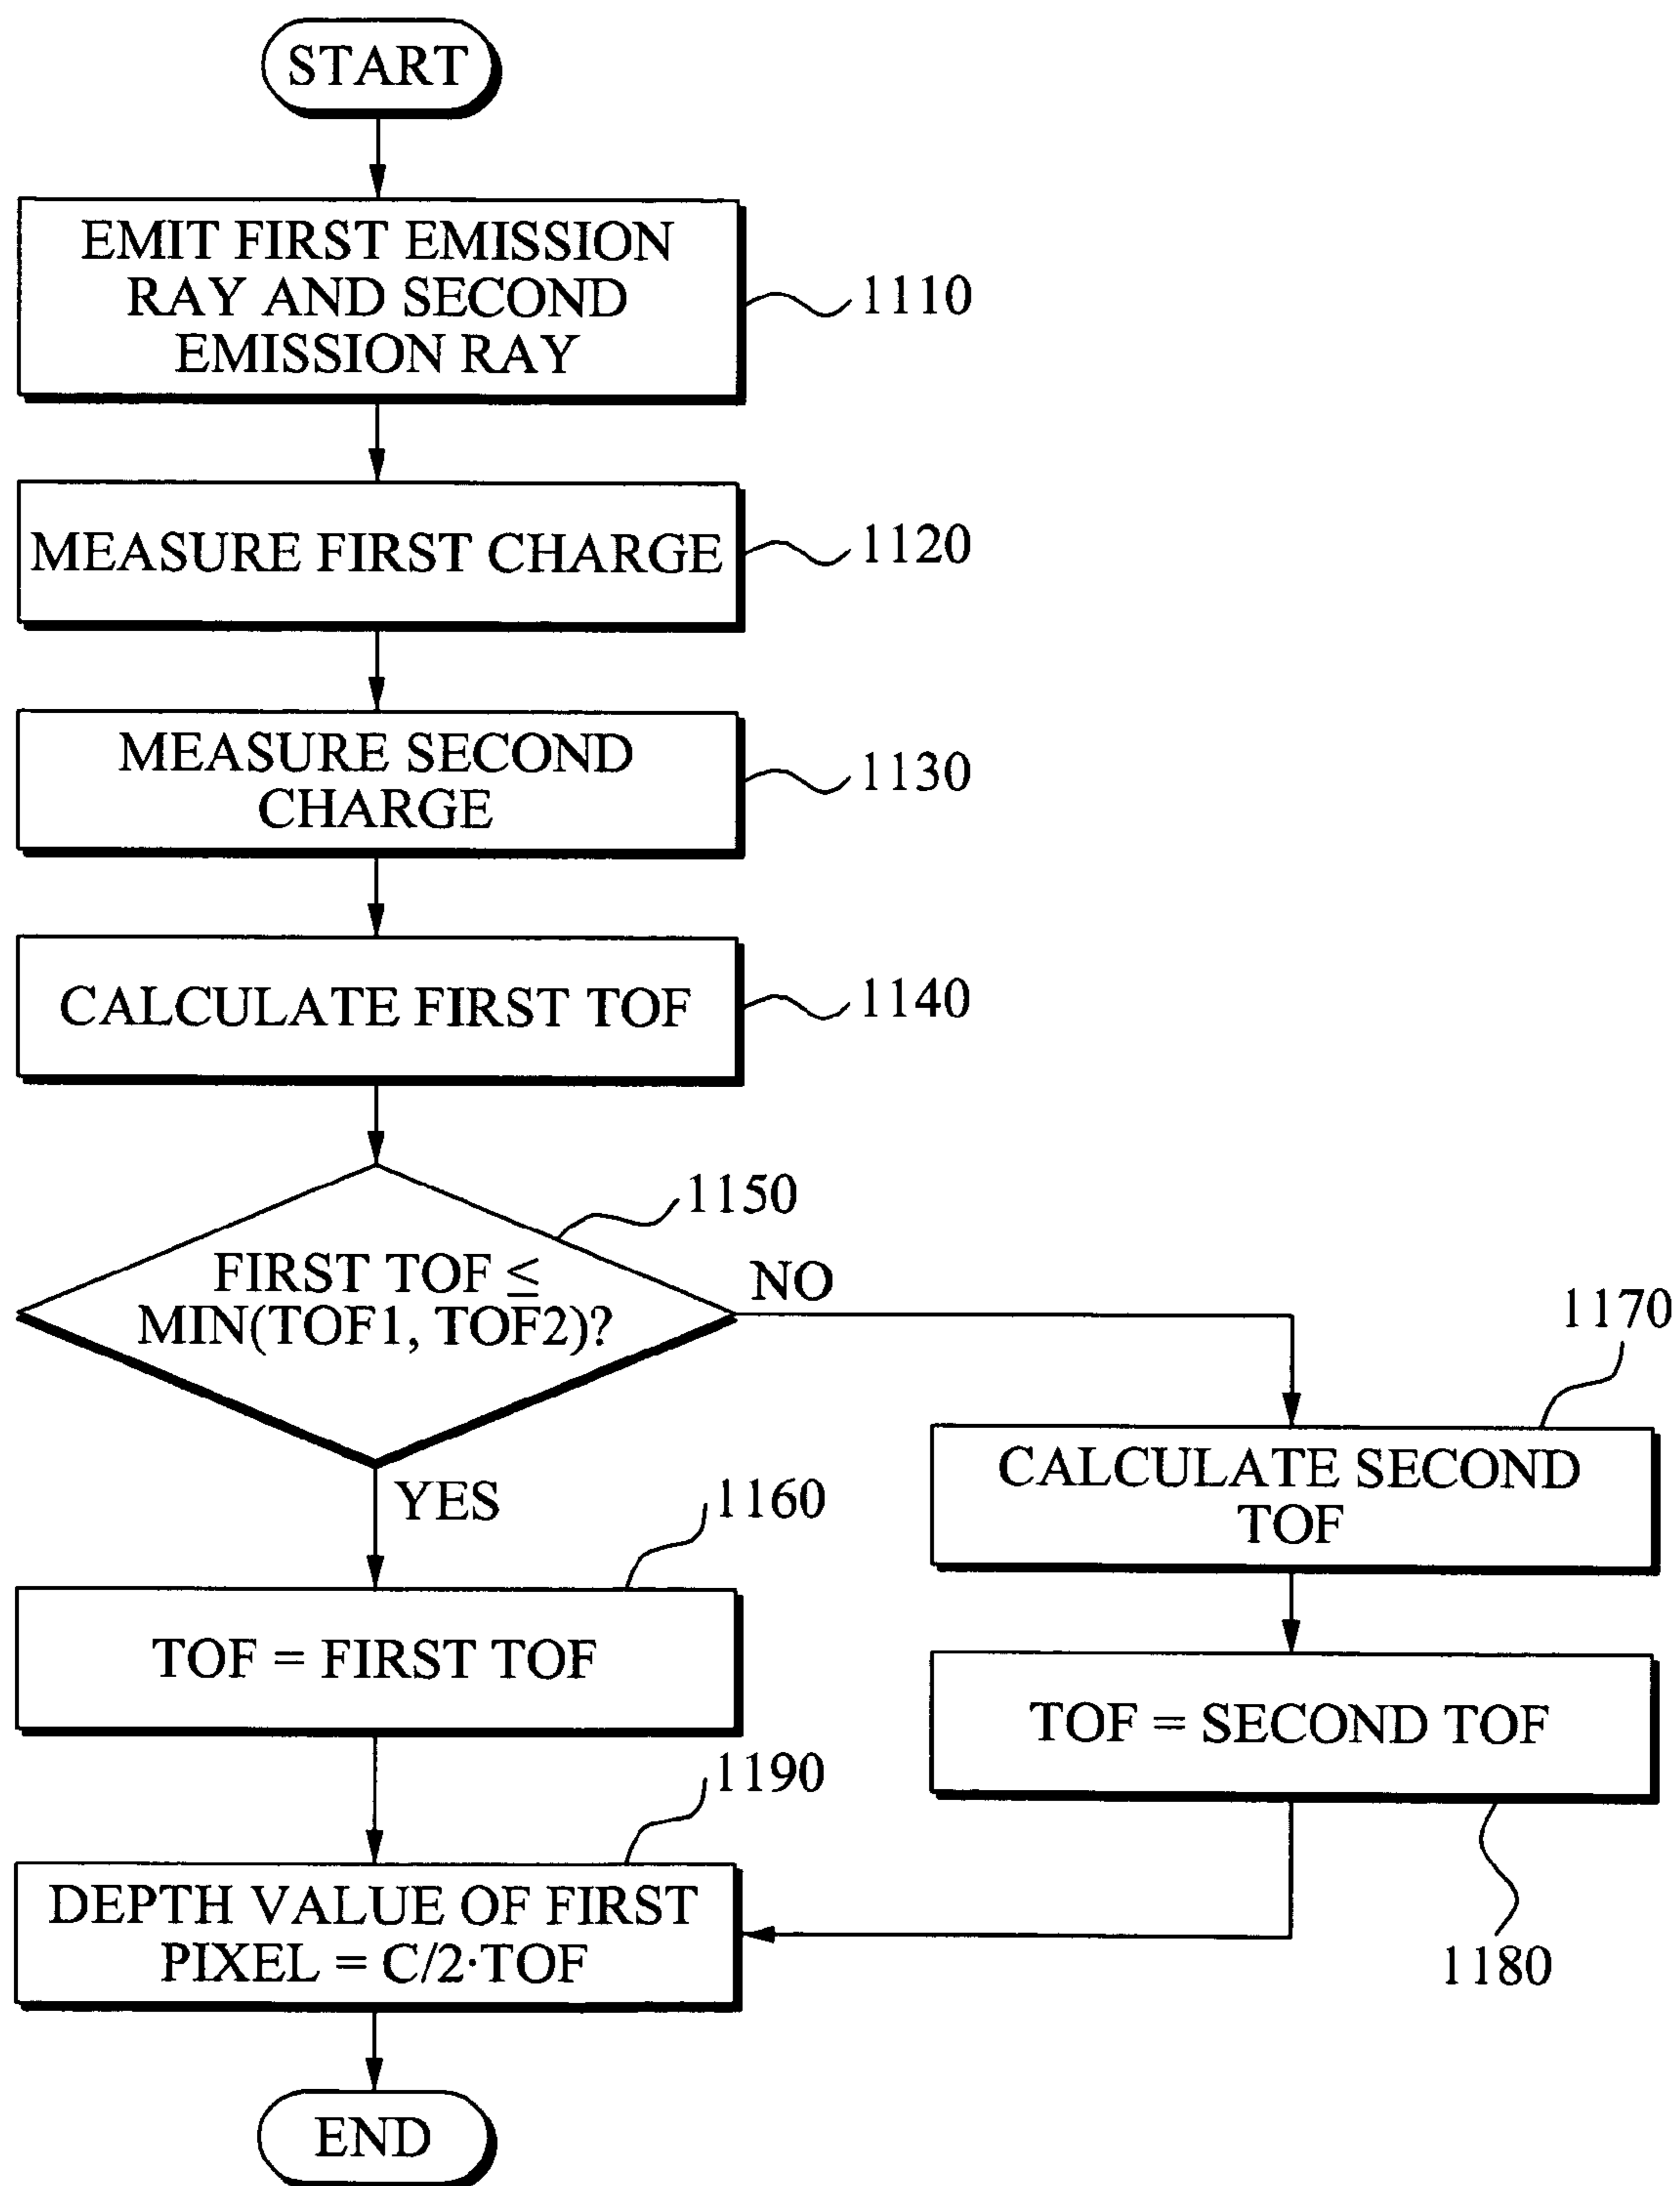 START
EMIT FIRST EMISSION
RAY AND SECOND
EMISSION RAY
1110
MEASURE FIRST CHARGE
1120
MEASURE SECOND
CHARGE
1130
CALCULATE FIRST TOF
1140
1150
FIRST TOF ≤
MIN(TOF1, TOF2)?
NO
YES
1160
TOF = FIRST TOF
1170
CALCULATE SECOND
TOF
TOF = SECOND TOF
1180
1190
DEPTH VALUE OF FIRST
PIXEL = C/2·TOF
END